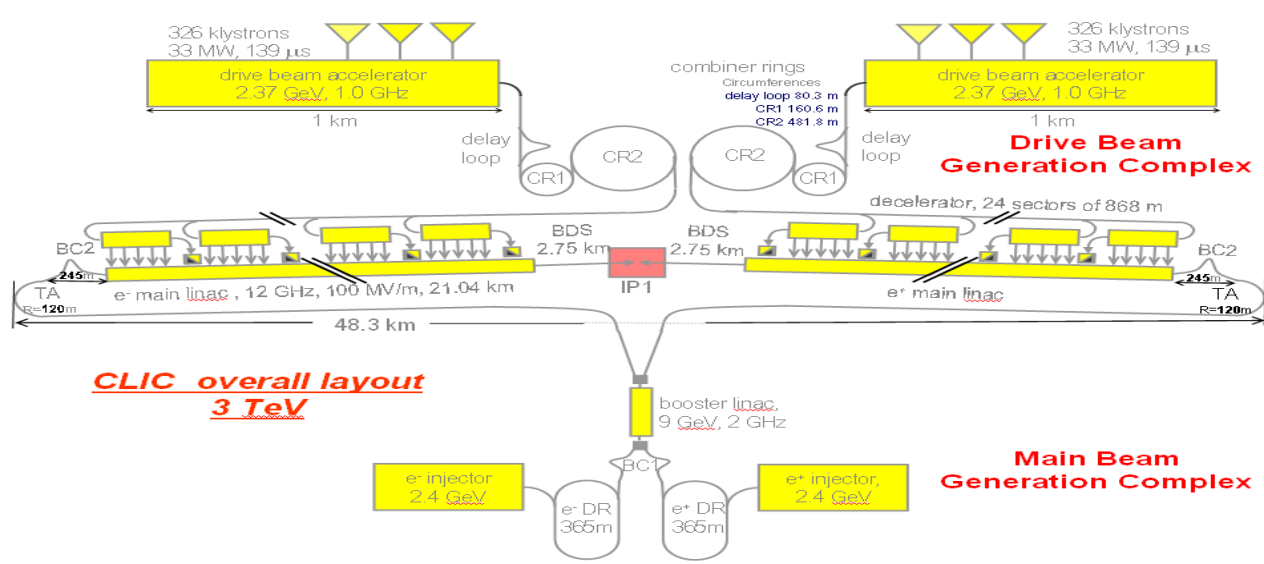 326 klystrons
33 MW, 139 μs
drive beam accelerator
2.37 GeV, 1.0 GHz
1 km
delay
loop
CR1
CR2
combiner rings
Circumferences
delay loop 80.3 m
CR1 160.6 m
CR2 481.8 m
326 klystrons
33 MW, 139 μs
drive beam accelerator
2.37 GeV, 1.0 GHz
1 km
delay
loop
CR2
CR1
Drive Beam
Generation Complex
decelerator, 24 sectors of 868 m
BC2
245m
TA
R=120m
e- main linac , 12 GHz, 100 MV/m, 21.04 km
BDS
2.75 km
IP1
BDS
2.75 km
e+ main linac
BC2
245m
TA
R=120m
48.3 km
CLIC overall layout
3 TeV
booster linac,
9 GeV, 2 GHz
BC1
e- injector
2.4 GeV
e- DR
365m
e+ DR
365m
e+ injector,
2.4 GeV
Main Beam
Generation Complex